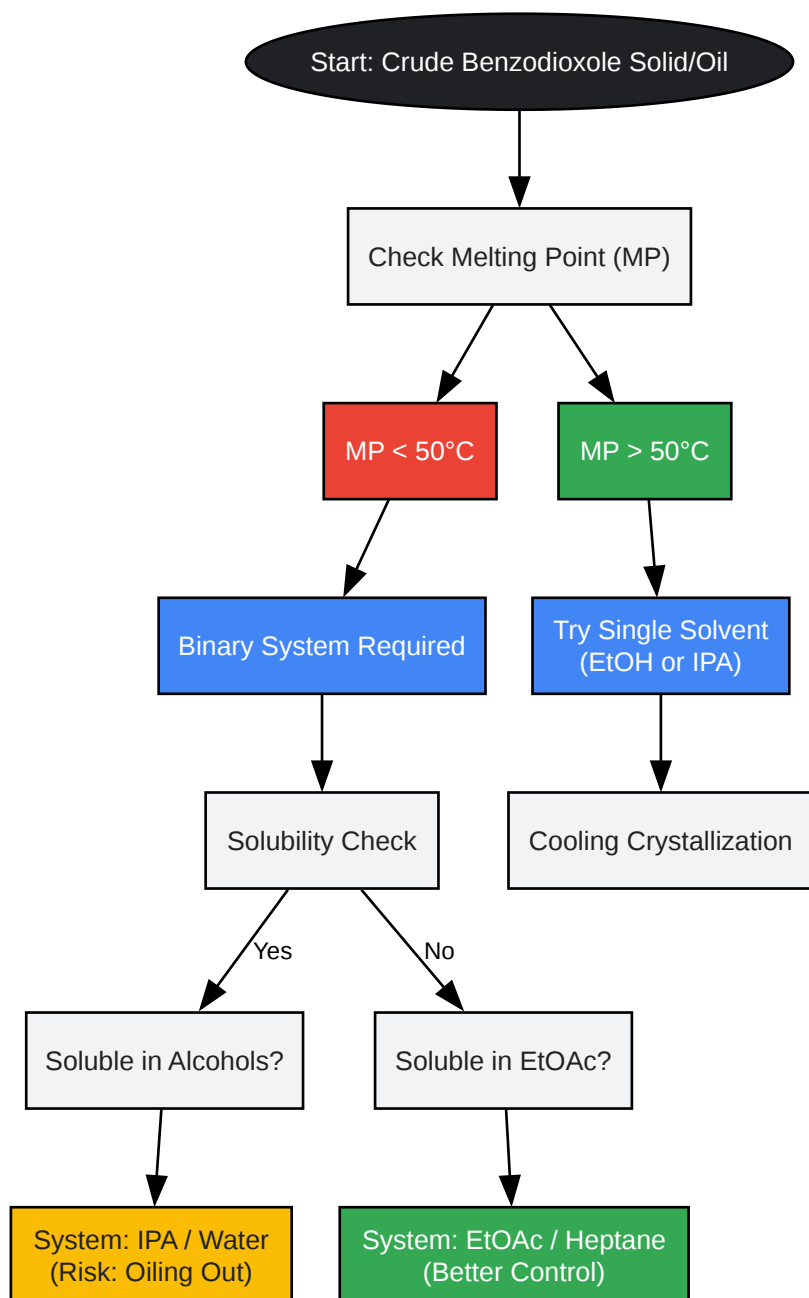 Start: Crude Benzodioxole Solid/Oil
Check Melting Point (MP)
MP < 50°C
MP > 50°C
Binary System Required
Try Single Solvent
(EtOH or IPA)
Solubility Check
Cooling Crystallization
Yes
No
Soluble in Alcohols?
Soluble in EtOAc?
System: IPA / Water
(Risk: Oiling Out)
System: EtOAc / Heptane
(Better Control)